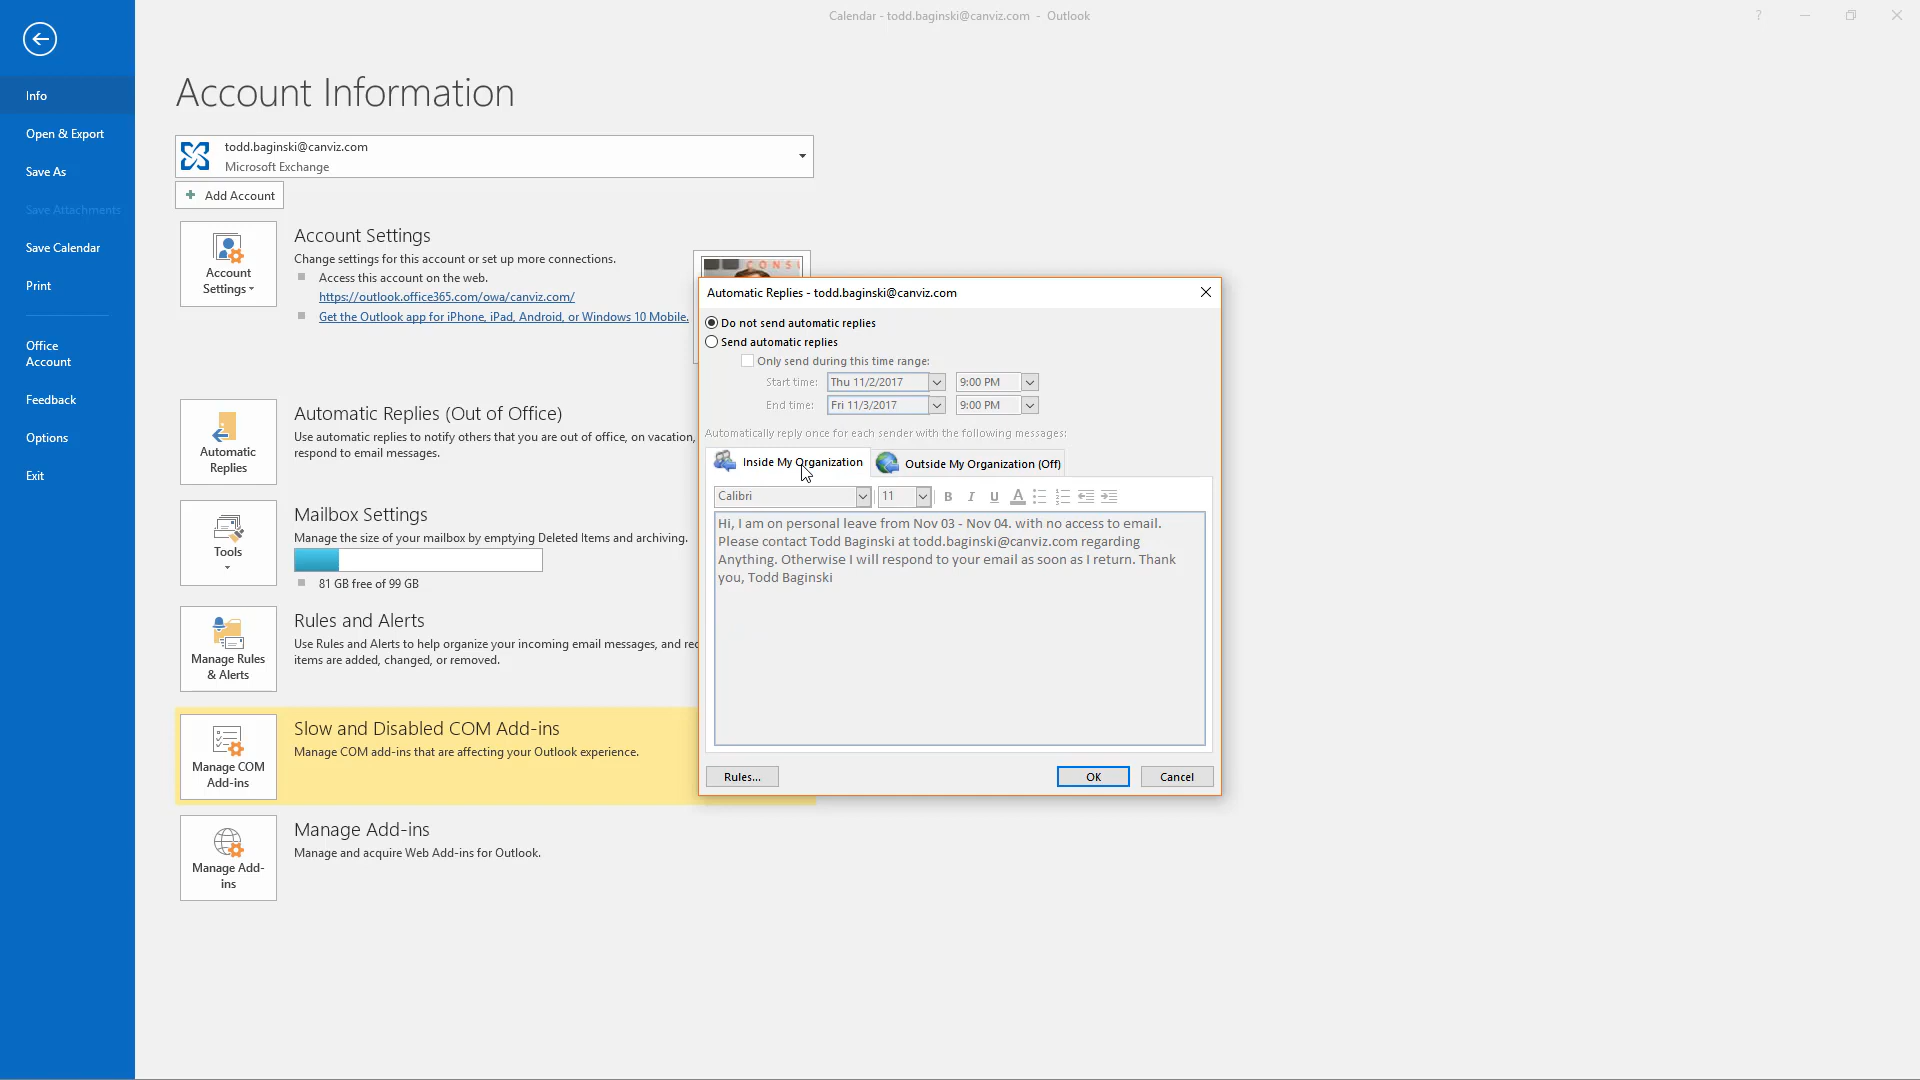 Calendar - todd.baginski@canviz.com - Outlook
?
Info
Open & Export
Save As
Save Attachments
Save Calendar
Print
Office
Account
Feedback
Options
Exit
Account Information
todd.baginski@canviz.com
Microsoft Exchange
Add Account
Account
Settings
Account Settings
Change settings for this account or set up more connections.
Access this account on the web.
https://outlook.office365.com/owa/canviz.com/
Get the Outlook app for iPhone, iPad, Android, or Windows 10 Mobile.
CONS
Automatic
Replies
Automatic Replies (Out of Office)
Use automatic replies to notify others that you are out of office, on vacation,
respond to email messages.
Tools
Mailbox Settings
Manage the size of your mailbox by emptying Deleted Items and archiving.
81 GB free of 99 GB
Manage Rules
& Alerts
Rules and Alerts
Use Rules and Alerts to help organize your incoming email messages, and rec
items are added, changed, or removed.
Manage COM
Add-ins
Slow and Disabled COM Add-ins
Manage COM add-ins that are affecting your Outlook experience.
Manage Add-
ins
Manage Add-ins
Manage and acquire Web Add-ins for Outlook.
Automatic Replies - todd.baginski@canviz.com
Do not send automatic replies
Send automatic replies
Only send during this time range:
Start time: Thu 11/2/2017 9:00 PM
End time: Fri 11/3/2017 9:00 PM
Automatically reply once for each sender with the following messages:
Inside My Organization
Outside My Organization (Off)
Calibri 11 B I U A
Hi, I am on personal leave from Nov 03 - Nov 04. with no access to email.
Please contact Todd Baginski at todd.baginski@canviz.com regarding
Anything. Otherwise I will respond to your email as soon as I return. Thank
you, Todd Baginski
Rules...
OK
Cancel